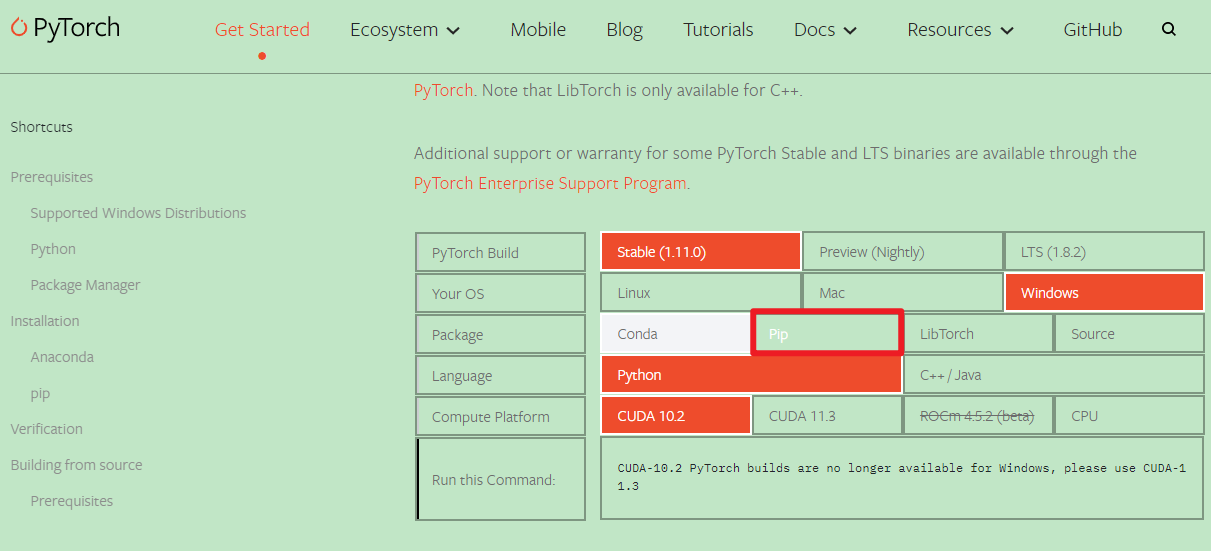 PyTorch
Get Started
Ecosystem
Mobile
Blog
Tutorials
Docs
Resources
GitHub
Shortcuts
Prerequisites
Supported Windows Distributions
Python
Package Manager
Installation
Anaconda
pip
Verification
Building from source
Prerequisites
PyTorch. Note that LibTorch is only available for C++.
Additional support or warranty for some PyTorch Stable and LTS binaries are available through the
PyTorch Enterprise Support Program.
PyTorch Build
Stable (1.11.0)
Preview (Nightly)
LTS (1.8.2)
Your OS
Linux
Mac
Windows
Package
Conda
Pip
LibTorch
Source
Language
Python
C++ / Java
Compute Platform
CUDA 10.2
CUDA 11.3
ROCm 4.5.2 (beta)
CPU
Run this Command:
CUDA-10.2 PyTorch builds are no longer available for Windows, please use CUDA-1
1.3